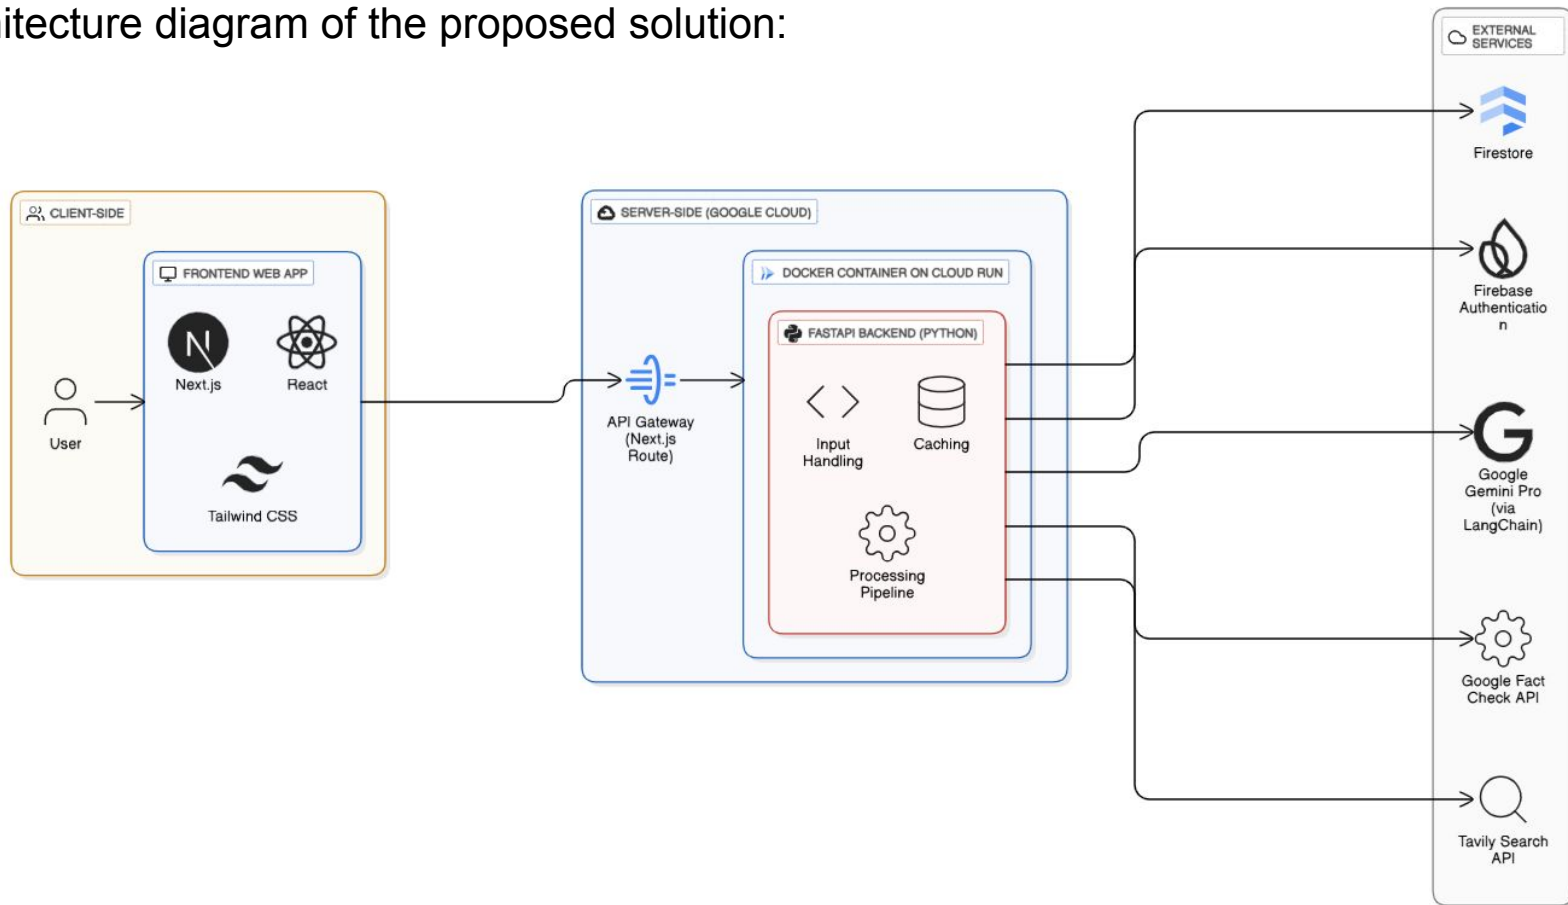 itecture diagram of the proposed solution:
CLIENT-SIDE
FRONTEND WEB APP
Next.js
React
Tailwind CSS
User
SERVER-SIDE (GOOGLE CLOUD)
API Gateway
(Next.js
Route)
DOCKER CONTAINER ON CLOUD RUN
FASTAPI BACKEND (PYTHON)
Input
Handling
Caching
Processing
Pipeline
EXTERNAL
SERVICES
Firestore
Firebase
Authenticatio
n
Google
Gemini Pro
(via
LangChain)
Google Fact
Check API
Tavily Search
API